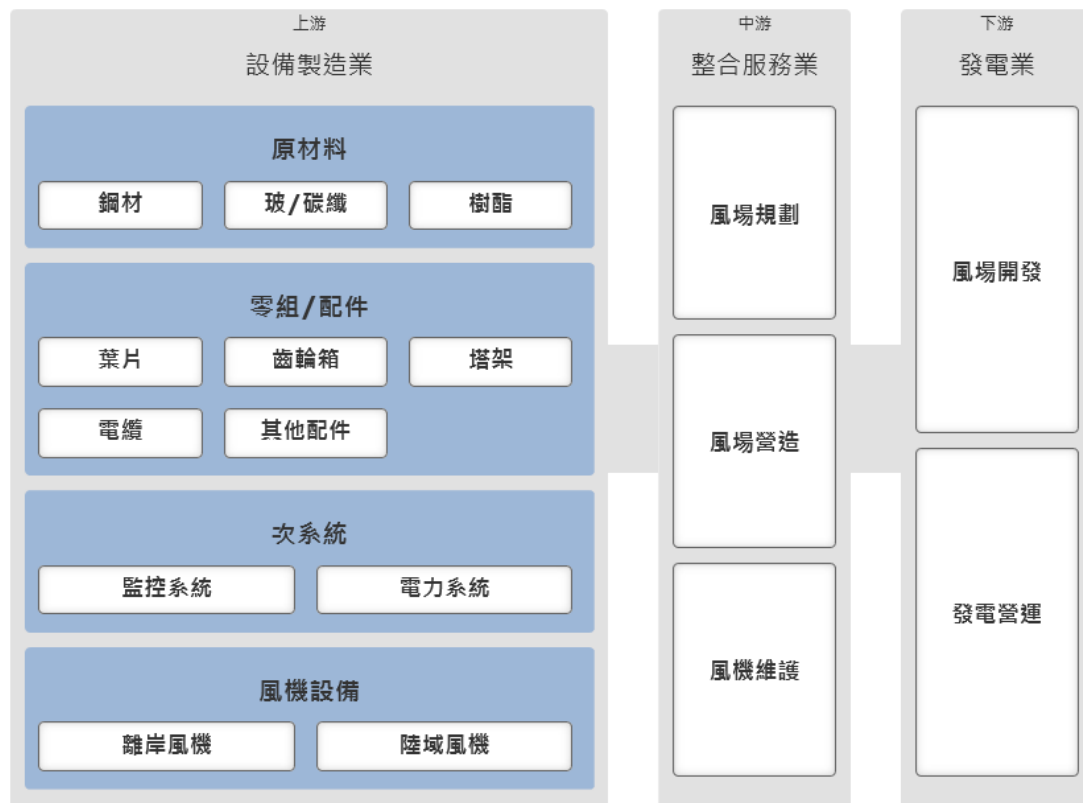 上游
設備製造業
原材料
鋼材
玻/碳纖
樹酯
零組/配件
葉片
齒輪箱
塔架
電纜
其他配件
次系統
監控系統
電力系統
風機設備
離岸風機
陸域風機
中游
整合服務業
風場規劃
風場營造
風機維護
下游
發電業
風場開發
發電營運